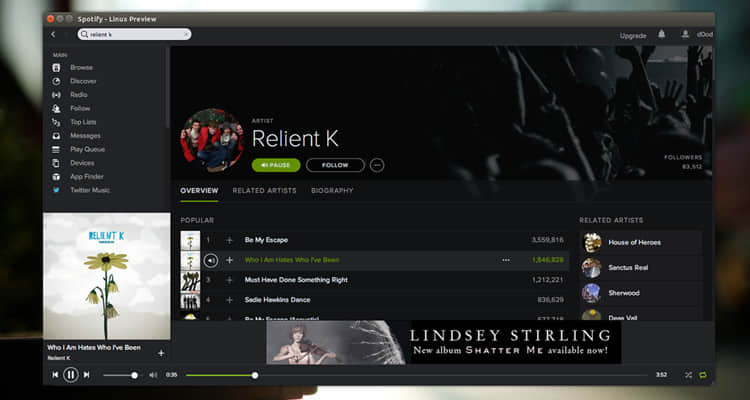 Spotify - Linux Preview
relient k
Upgrade
d0od
MAIN
Browse
Discover
Radio
Follow
Top Lists
Messages
Play Queue
Devices
App Finder
Twitter Music
ARTIST
Relient K
PAUSE
FOLLOW
FOLLOWERS
83,512
OVERVIEW
RELATED ARTISTS
BIOGRAPHY
POPULAR
1 Be My Escape 3,559,816
Who I Am Hates Who I've Been 1,846,828
3 Must Have Done Something Right 1,212,221
4 Sadie Hawkins Dance 836,629
5 Be My Escape (Acoustic)
RELATED ARTISTS
House of Heroes
Sanctus Real
Sherwood
RELIENT K
Who I Am Hates Who I've Been
Relient K
LINDSEY STIRLING
New album SHATTER ME available now!
0:35
3:52